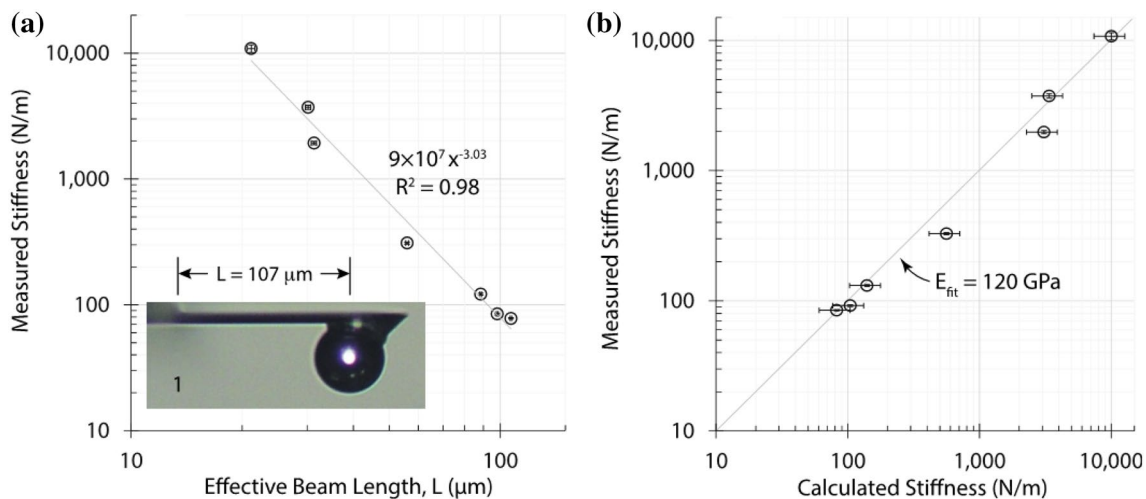 (a)
10,000
1,000
100
10
Measured Stiffness (N/m)
9×10⁷ x⁻³·⁰³
R² = 0.98
L = 107 μm
1
10
100
Effective Beam Length, L (μm)
(b)
10,000
1,000
100
10
Measured Stiffness (N/m)
E_fit = 120 GPa
10
100
1,000
10,000
Calculated Stiffness (N/m)